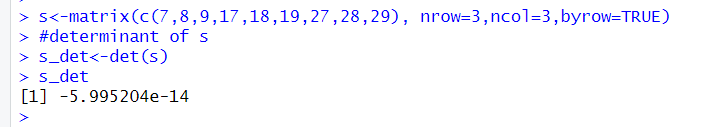 > s<-matrix(c(7,8,9,17,18,19,27,28,29), nrow=3,ncol=3,byrow=TRUE)
> #determinant of s
> s_det<-det(s)
> s_det
[1] -5.995204e-14
>